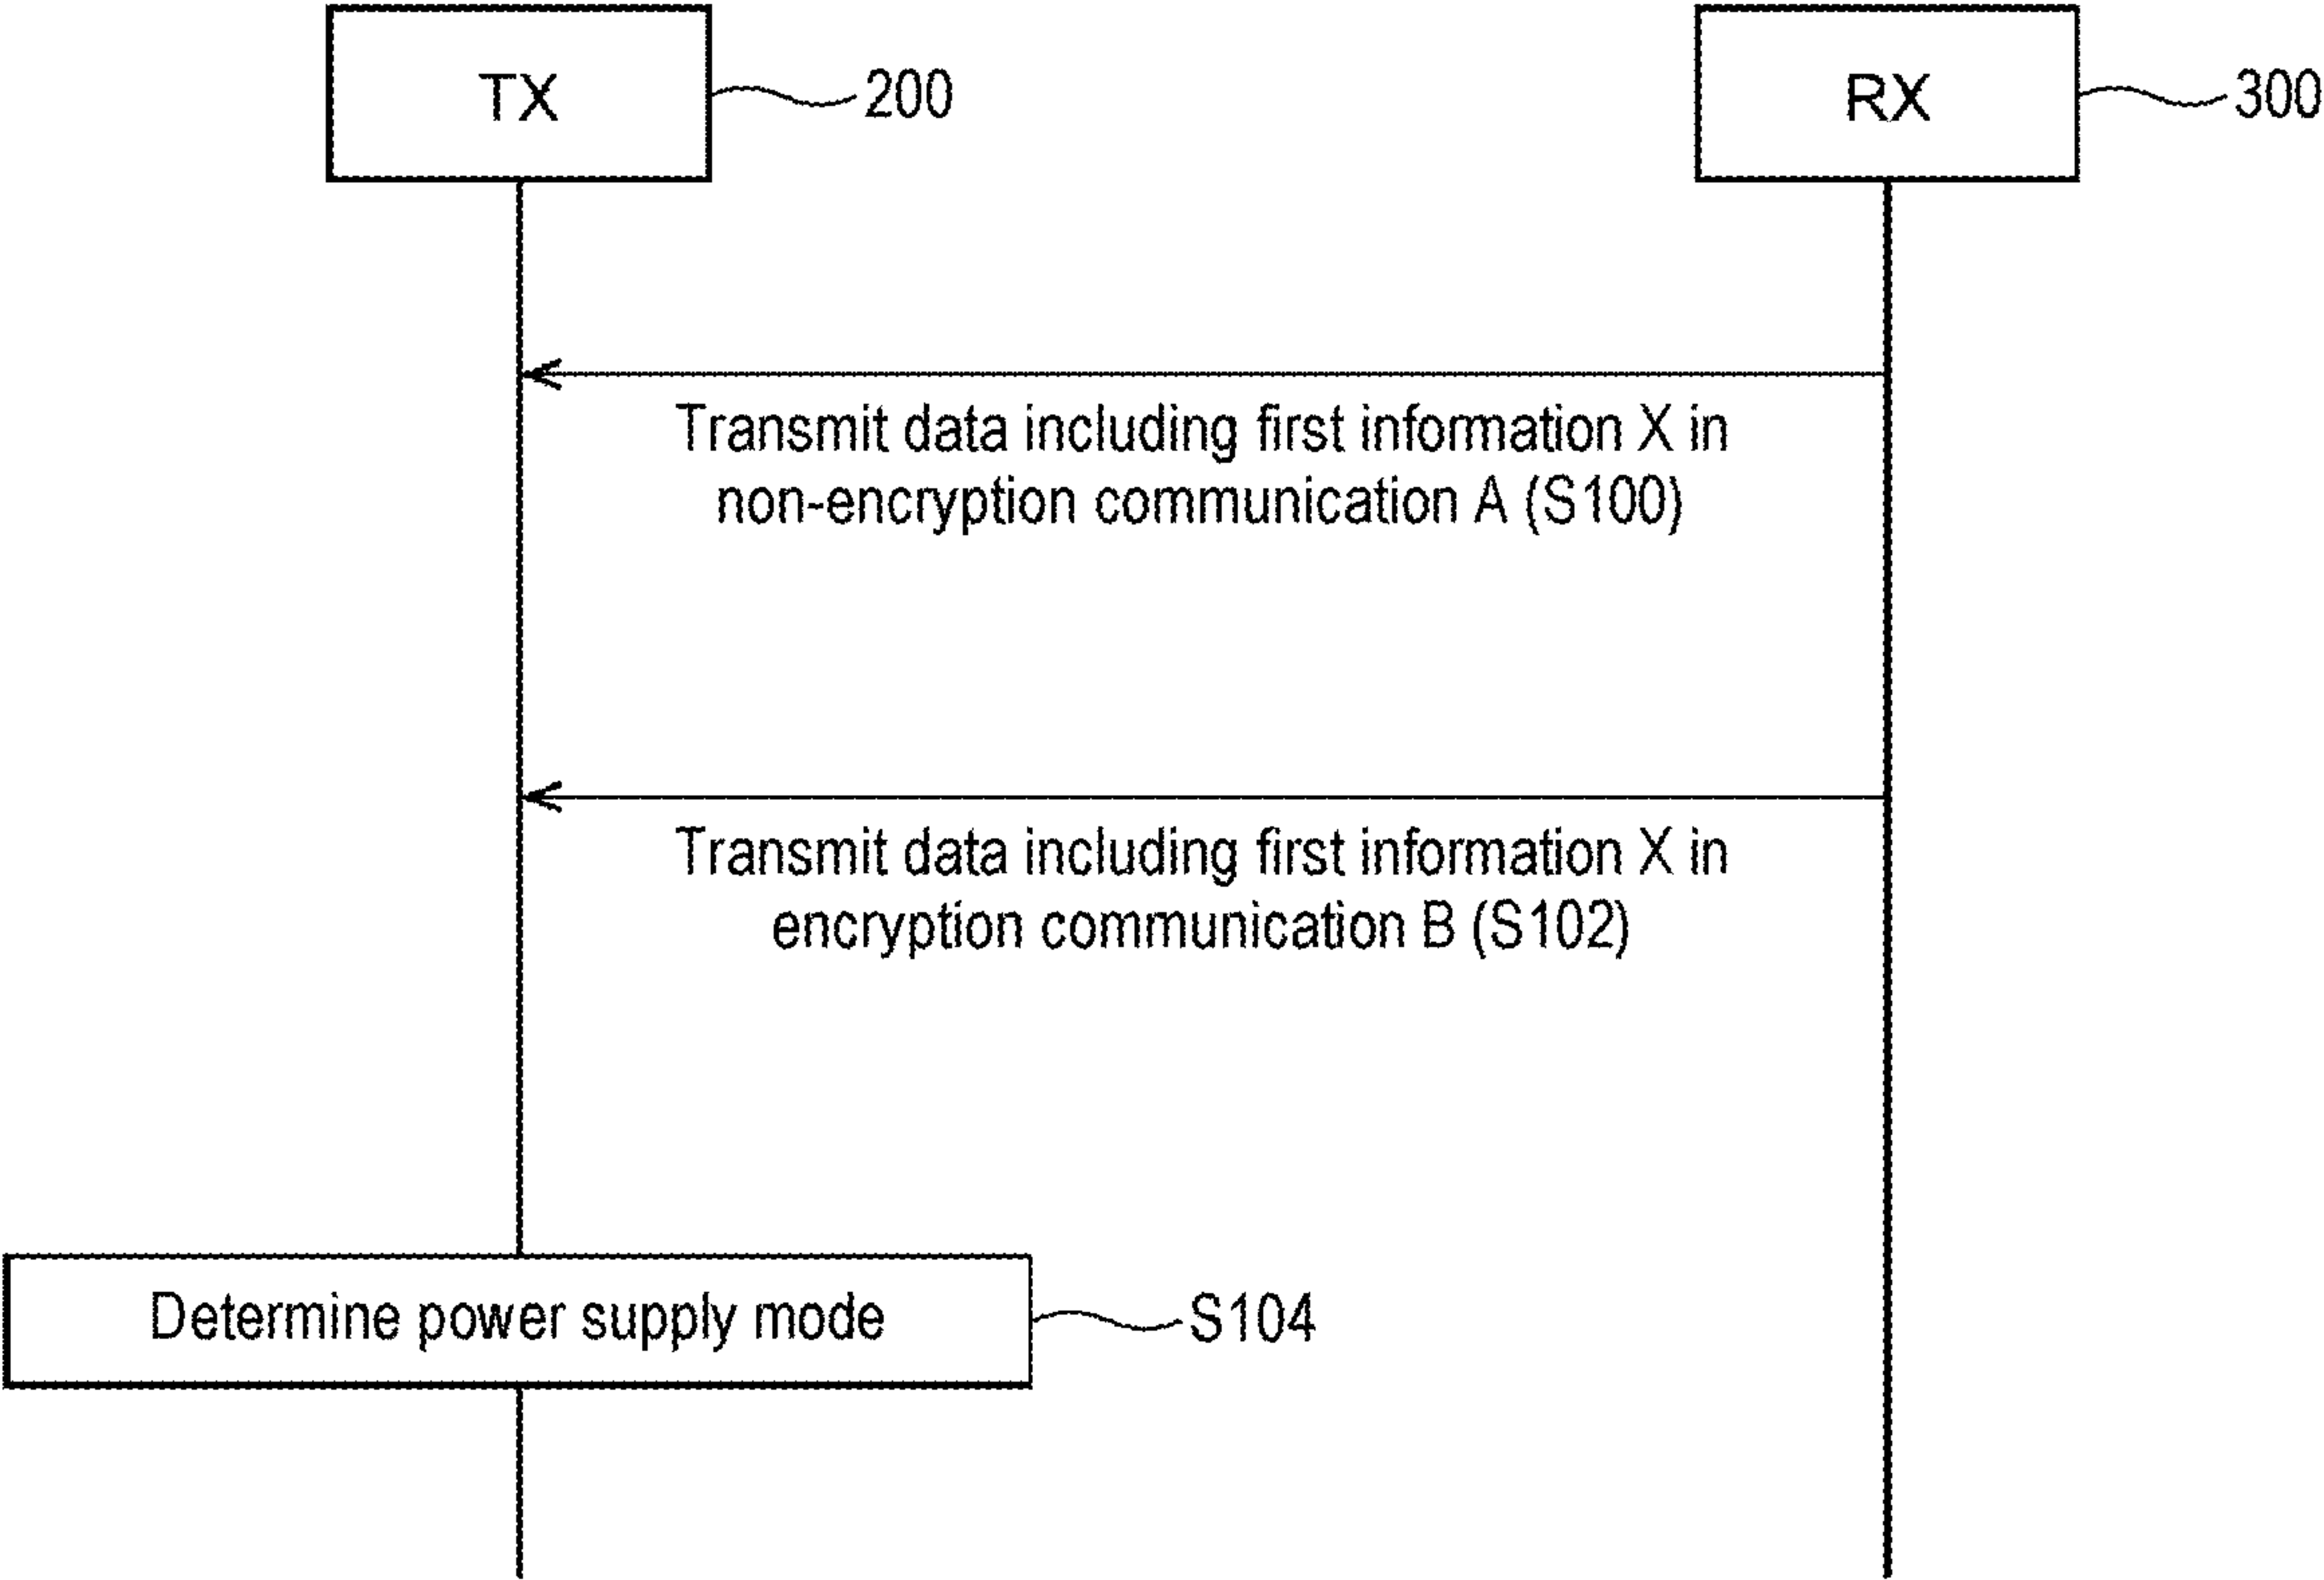 TX
200
RX
300
Transmit data including first information X in
non-encryption communication A (S100)
Transmit data including first information X in
encryption communication B (S102)
Determine power supply mode
S104